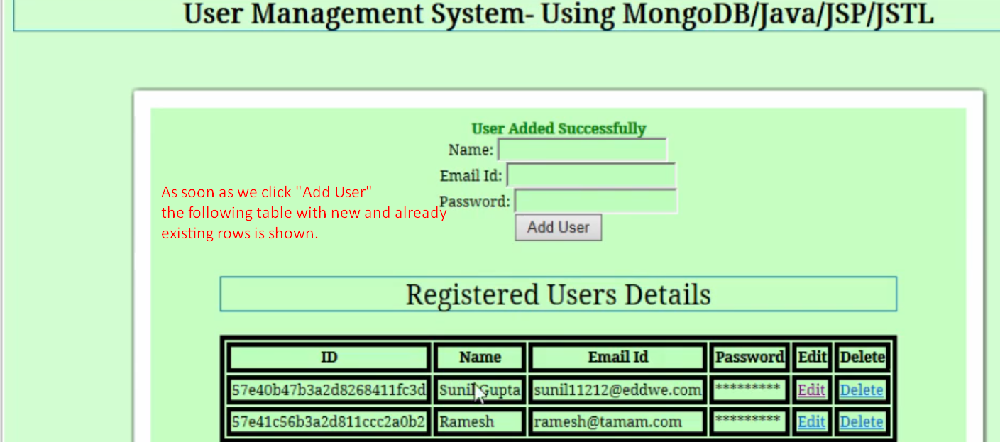 User Management System- Using MongoDB/Java/JSP/JSTL
User Added Successfully
Name:
Email Id:
As soon as we click "Add User"
the following table with new and already
existing rows is shown.
Password:
Add User
Registered Users Details
ID Name Email Id Password Edit Delete
57e40b47b3a2d8268411fc3d Sunil Gupta sunil11212@eddwe.com ********* Edit Delete
57e41c56b3a2d811ccc2a0b2 Ramesh ramesh@tamam.com ********* Edit Delete